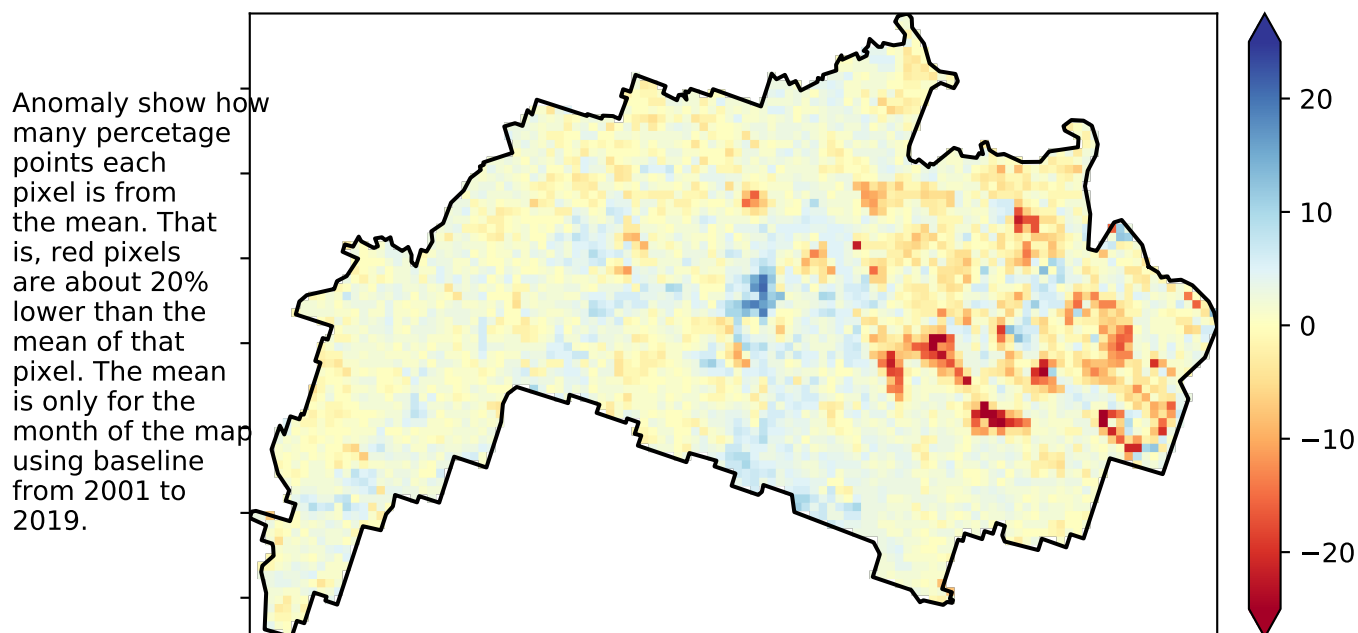 Anomaly show how
many percetage
points each
pixel is from
the mean. That
is, red pixels
are about 20%
lower than the
mean of that
pixel. The mean
is only for the
month of the map
using baseline
from 2001 to
2019.
20
10
0
−10
−20